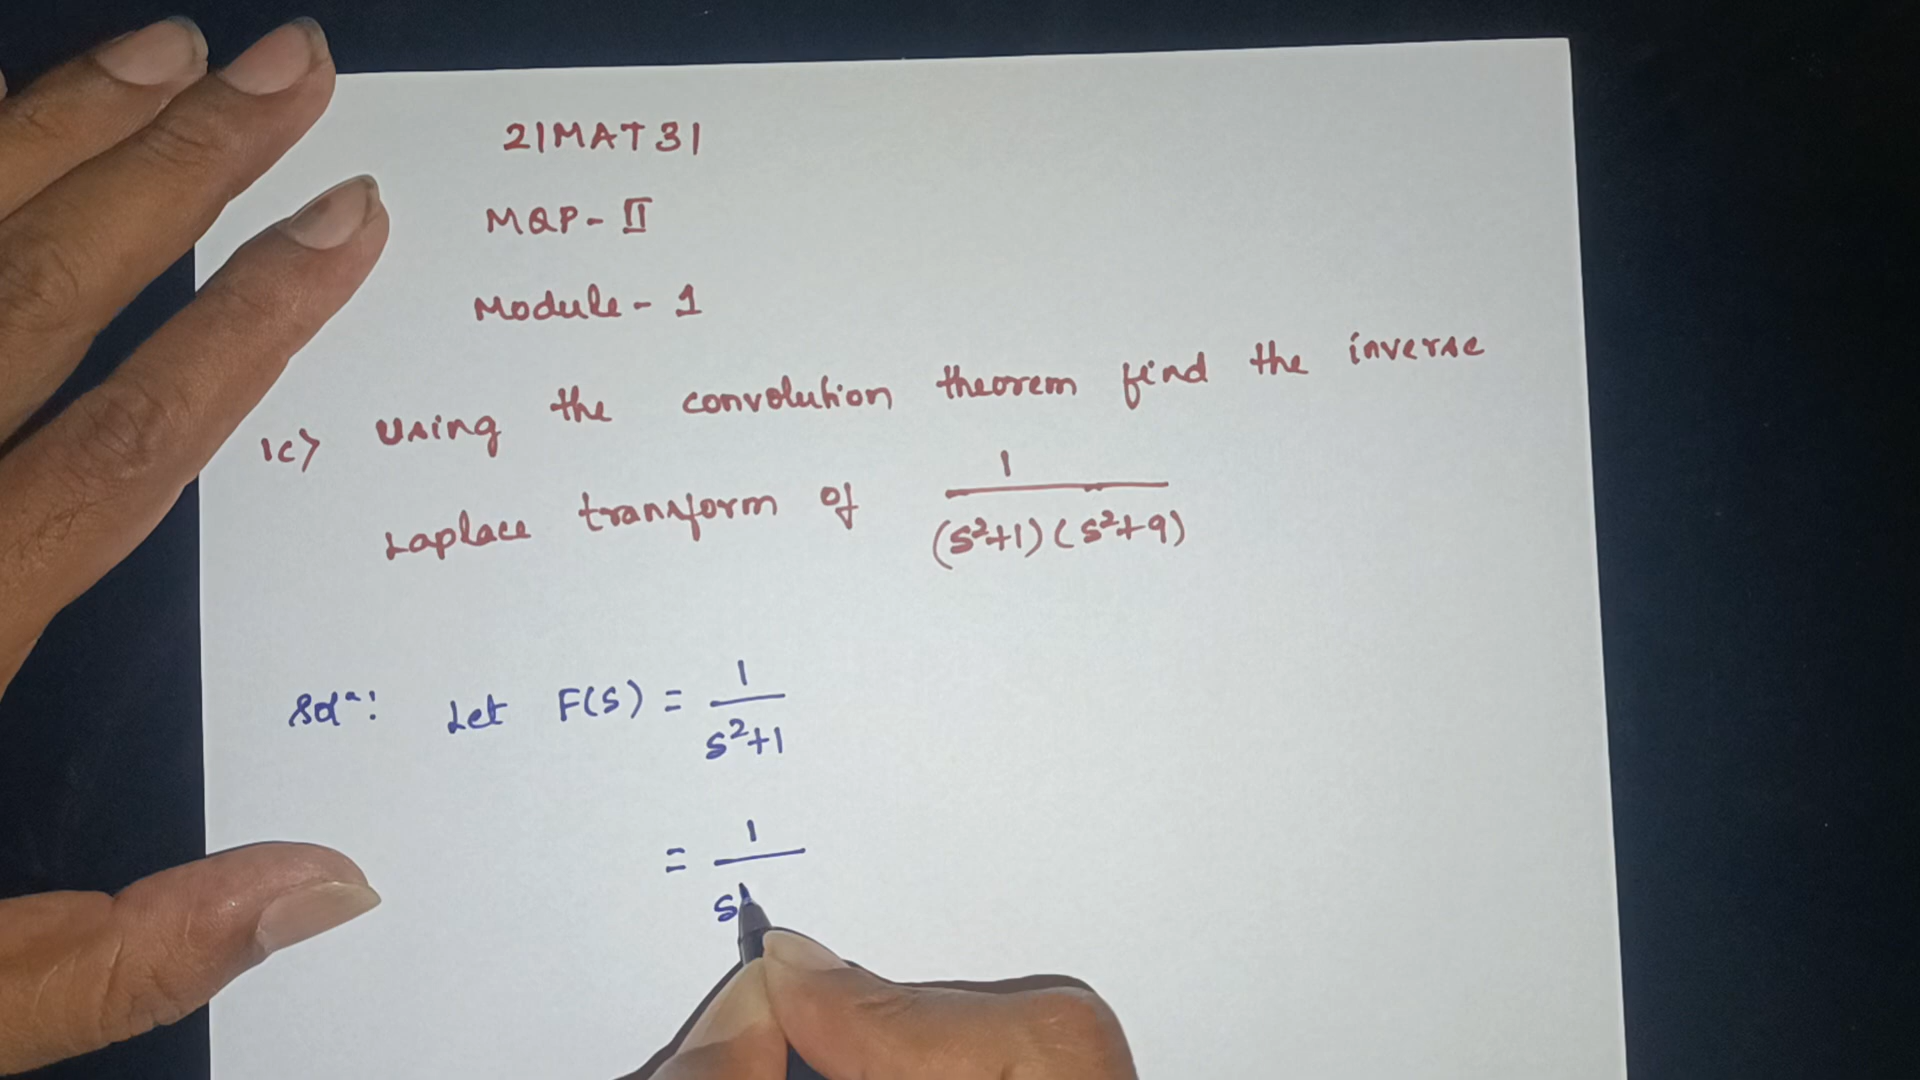 21MAT31
MQP - II
Module - 1
1c) Using the convolution theorem find the inverse
Laplace transform of 1/((s²+1)(s²+9))
Solⁿ: Let F(s) = 1/(s²+1)
= 1/s